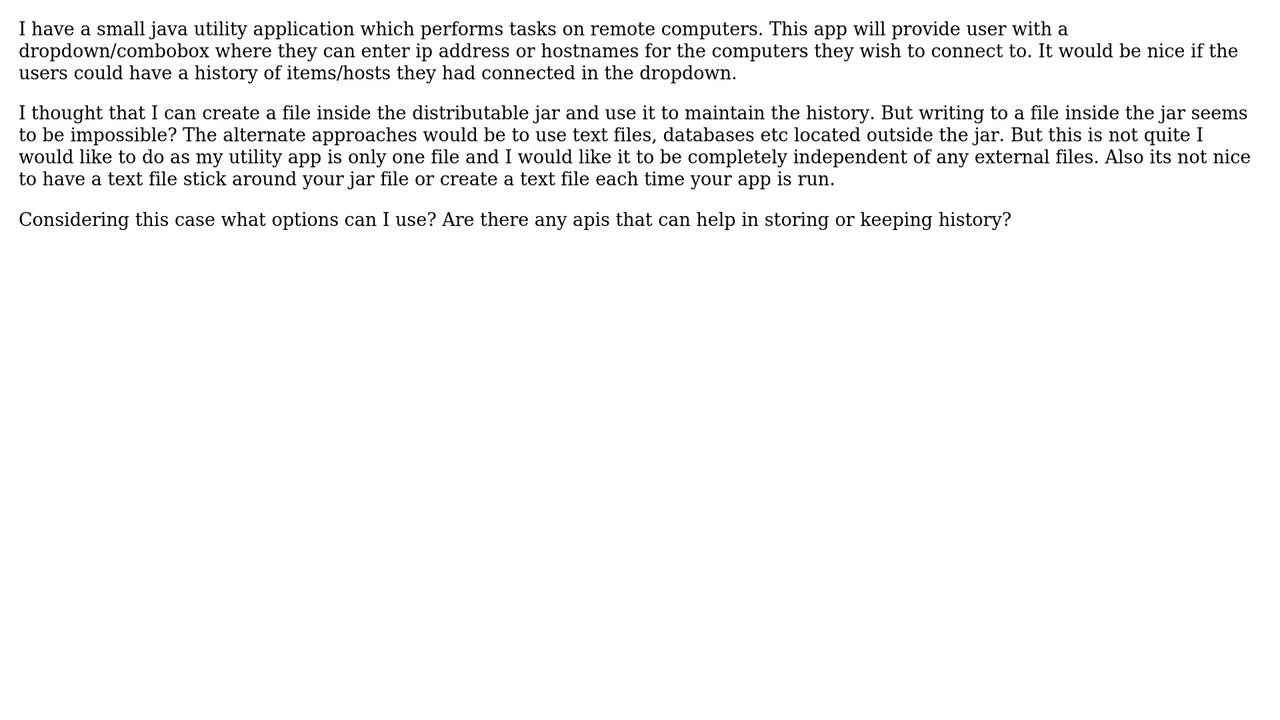 I have a small java utility application which performs tasks on remote computers. This app will provide user with a
dropdown/combobox where they can enter ip address or hostnames for the computers they wish to connect to. It would be nice if the
users could have a history of items/hosts they had connected in the dropdown.
I thought that I can create a file inside the distributable jar and use it to maintain the history. But writing to a file inside the jar seems
to be impossible? The alternate approaches would be to use text files, databases etc located outside the jar. But this is not quite I
would like to do as my utility app is only one file and I would like it to be completely independent of any external files. Also its not nice
to have a text file stick around your jar file or create a text file each time your app is run.
Considering this case what options can I use? Are there any apis that can help in storing or keeping history?